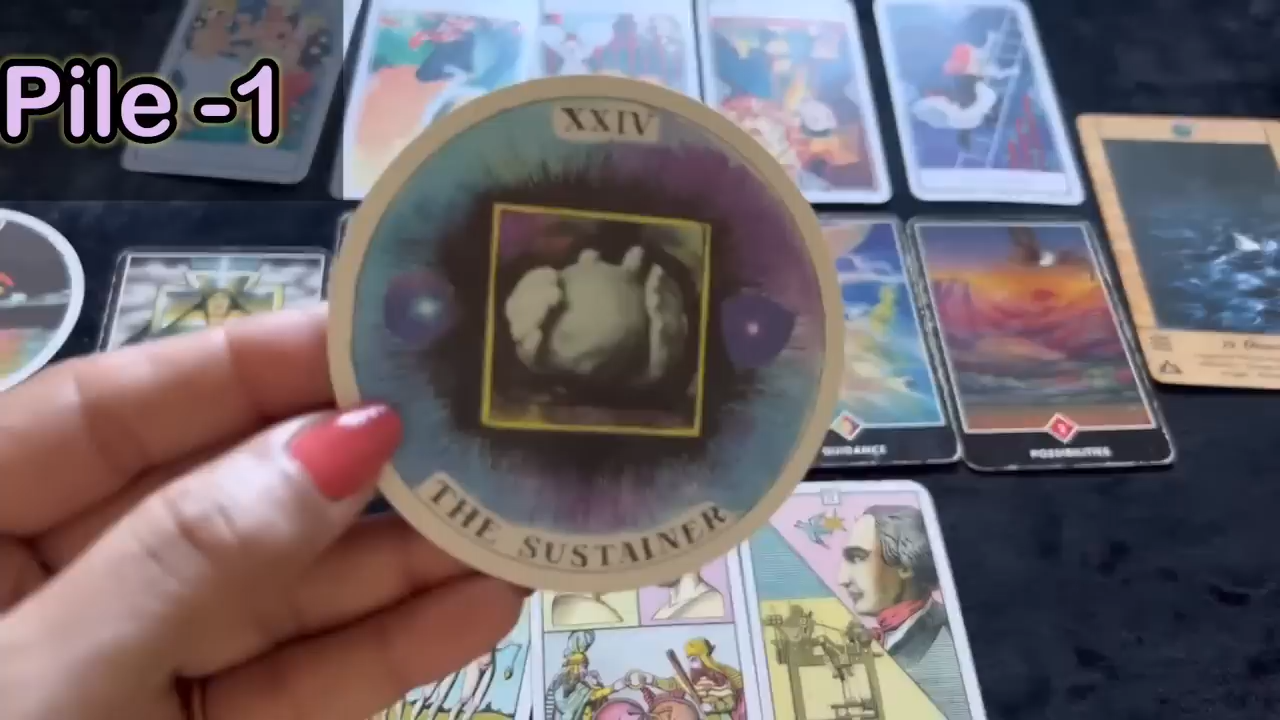 Pile -1
XXIV
GUIDANCE
POSSIBILITIES
THE SUSTAINER